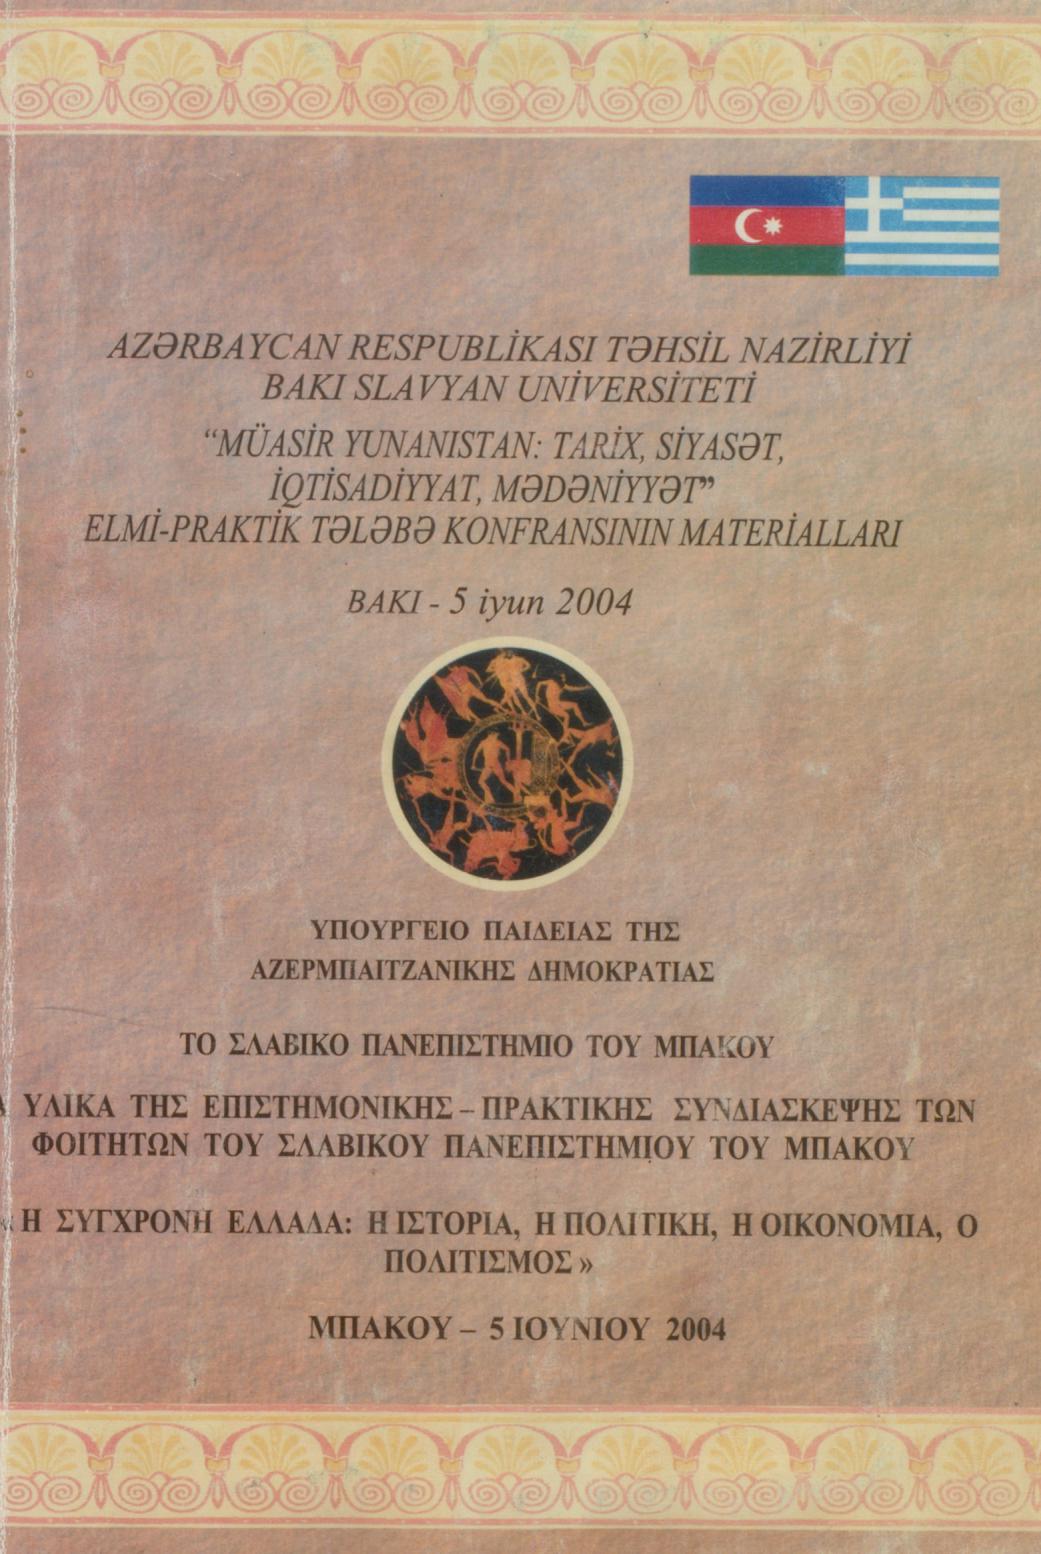 AZƏRBAYCAN RESPUBLİKASI TƏHSİL NAZİRLİYİ
BAKI SLAVYAN UNİVERSİTETİ
“MÜASİR YUNANISTAN: TARİX, SİYASƏT,
İQTİSADİYYAT, MƏDƏNİYYƏT”
ELMİ-PRAKTİK TƏLƏBƏ KONFRANSININ MATERİALLARI
BAKI - 5 iyun 2004
ΥΠΟΥΡΓΕΙΟ ΠΑΙΔΕΙΑΣ ΤΗΣ
ΑΖΕΡΜΠΑΙΤΖΑΝΙΚΗΣ ΔΗΜΟΚΡΑΤΙΑΣ
ΤΟ ΣΛΑΒΙΚΟ ΠΑΝΕΠΙΣΤΗΜΙΟ ΤΟΥ ΜΠΑΚΟΥ
ΥΛΙΚΑ ΤΗΣ ΕΠΙΣΤΗΜΟΝΙΚΗΣ – ΠΡΑΚΤΙΚΗΣ ΣΥΝΔΙΑΣΚΕΨΗΣ ΤΩΝ
ΦΟΙΤΗΤΩΝ ΤΟΥ ΣΛΑΒΙΚΟΥ ΠΑΝΕΠΙΣΤΗΜΙΟΥ ΤΟΥ ΜΠΑΚΟΥ
« Η ΣΥΓΧΡΟΝΗ ΕΛΛΑΔΑ: Η ΙΣΤΟΡΙΑ, Η ΠΟΛΙΤΙΚΗ, Η ΟΙΚΟΝΟΜΙΑ, Ο
ΠΟΛΙΤΙΣΜΟΣ »
ΜΠΑΚΟΥ – 5 ΙΟΥΝΙΟΥ 2004